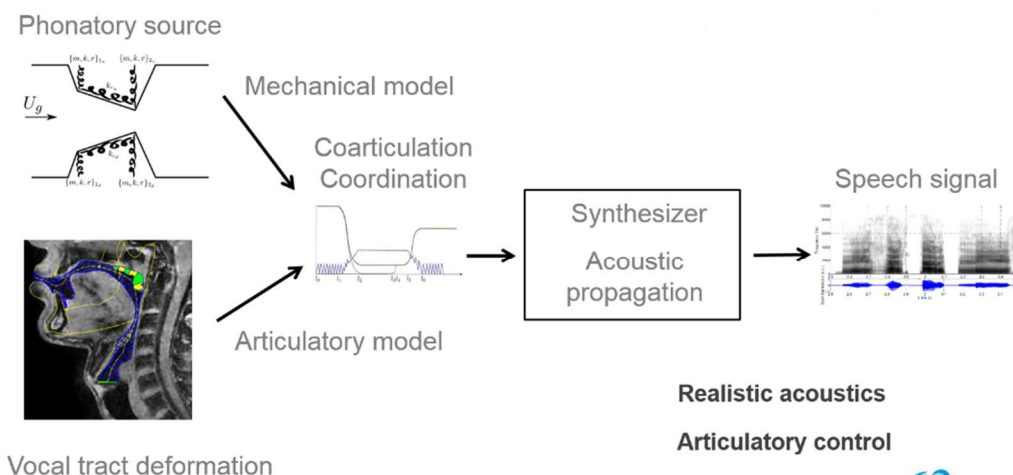 Phonatory source
{m, k, r}
{m, k, r}
U_g
Mechanical model
{m, k, r}
{m, k, r}
Coarticulation
Coordination
Articulatory model
Synthesizer
Acoustic
propagation
Speech signal
Realistic acoustics
Articulatory control
Vocal tract deformation